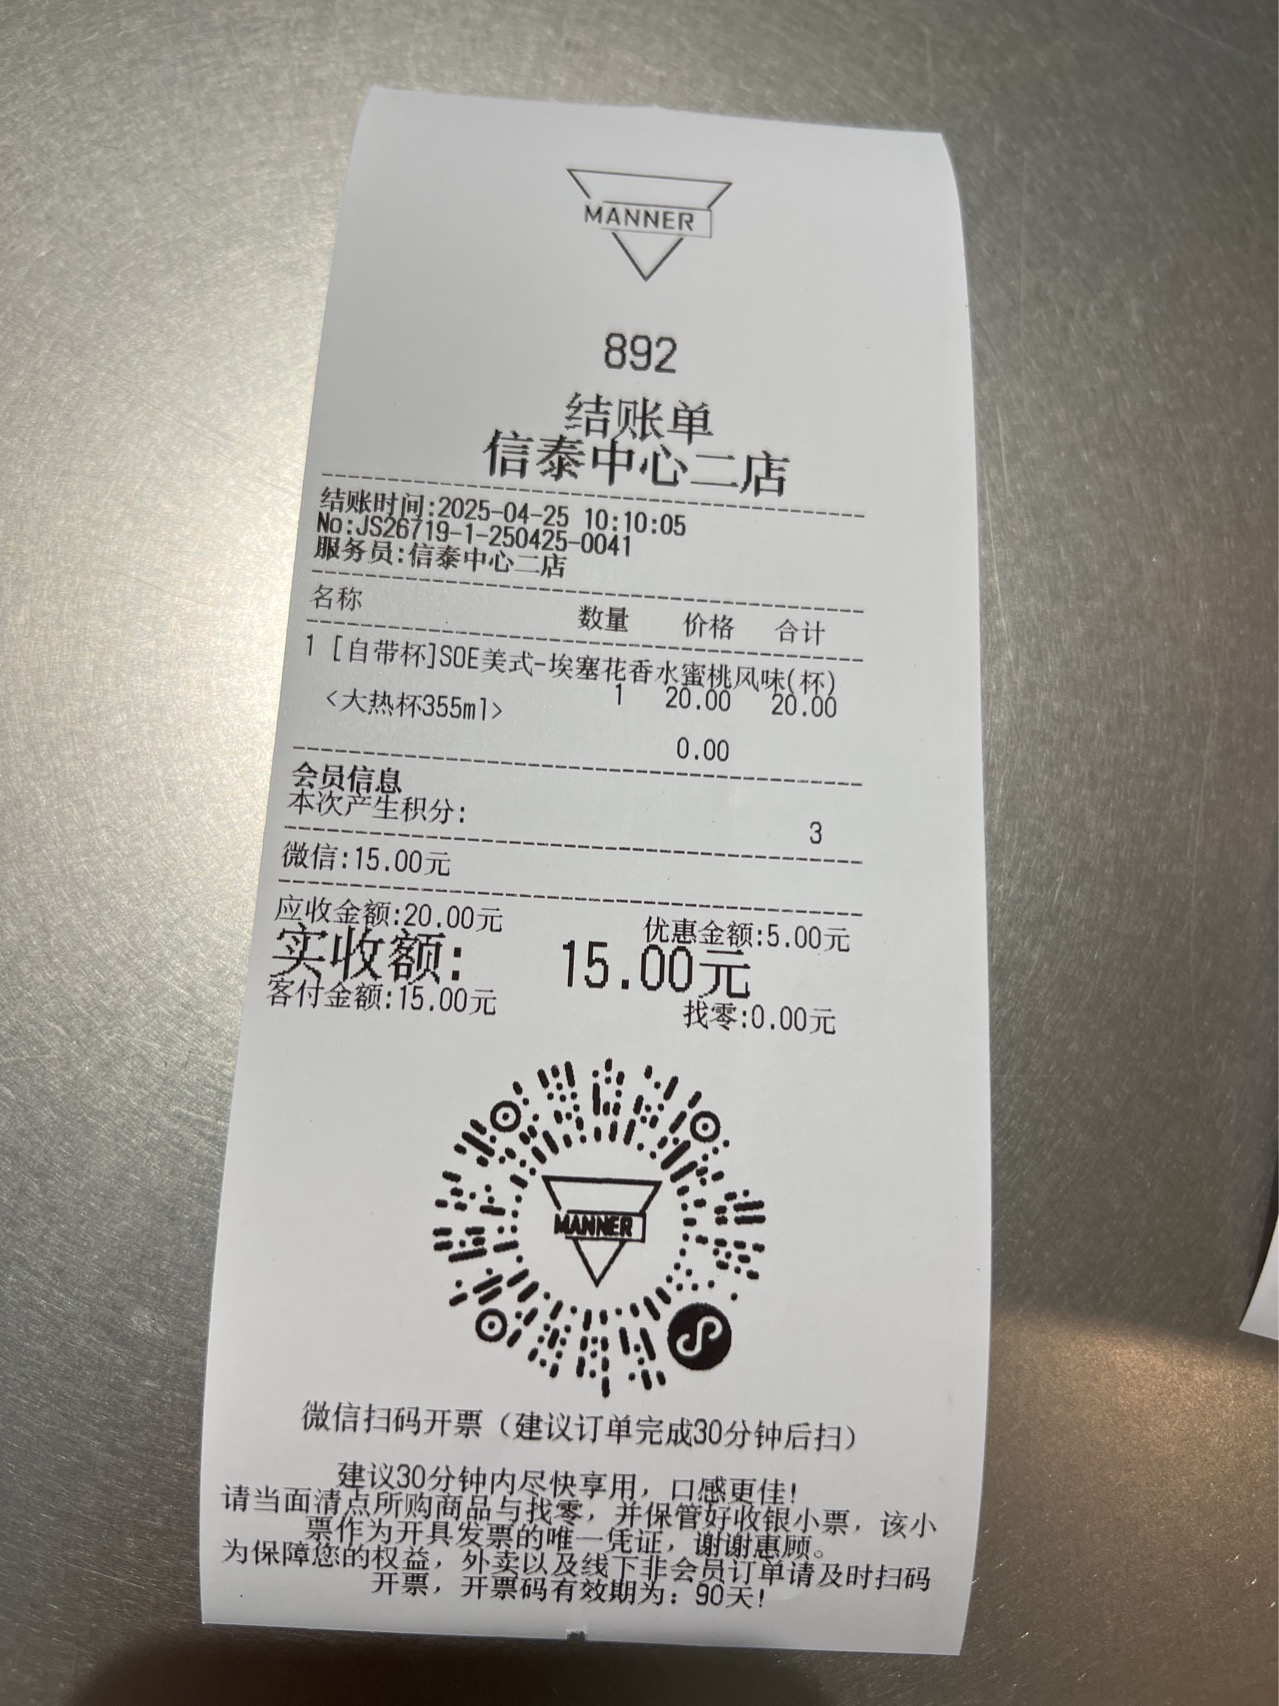 MANNER
892
结账单
信泰中心二店
结账时间:2025-04-25 10:10:05
No:JS26719-1-250425-0041
服务员:信泰中心二店
名称 数量 价格 合计
1 [自带杯]SOE美式-埃塞花香水蜜桃风味(杯)
<大热杯355ml> 1 20.00 20.00
0.00
会员信息
本次产生积分: 3
微信:15.00元
应收金额:20.00元 优惠金额:5.00元
实收额: 15.00元
客付金额:15.00元 找零:0.00元
MANNER
微信扫码开票（建议订单完成30分钟后扫）
建议30分钟内尽快享用，口感更佳!
请当面清点所购商品与找零，并保管好收银小票，该小
票作为开具发票的唯一凭证，谢谢惠顾。
为保障您的权益，外卖以及线下非会员订单请及时扫码
开票，开票码有效期为：90天!